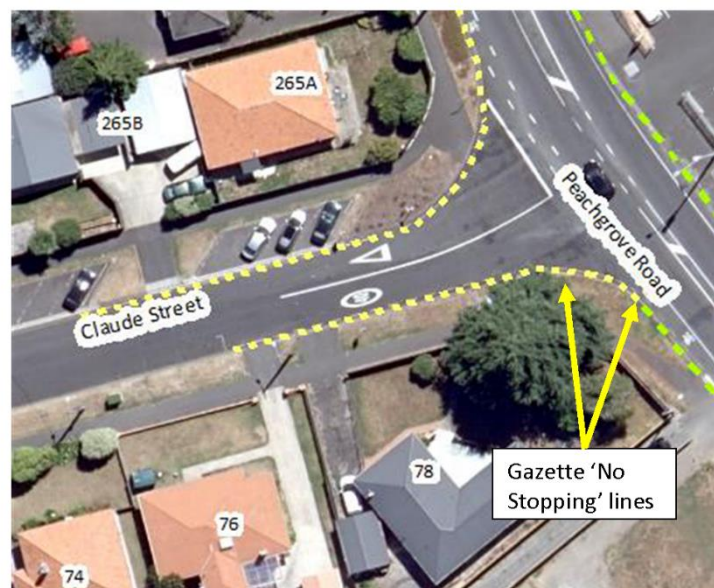 265A
265B
Peachgrove Road
Claude Street
Gazette ‘No
Stopping’ lines
78
76
74